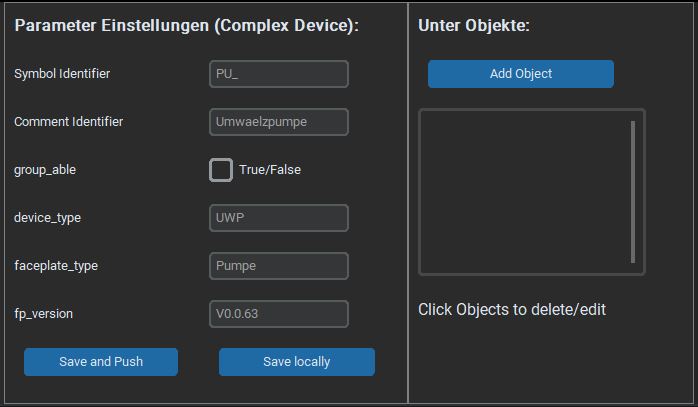 Parameter Einstellungen (Complex Device):
Symbol Identifier PU_
Comment Identifier Umwaelzpumpe
group_able True/False
device_type UWP
faceplate_type Pumpe
fp_version V0.0.63
Save and Push Save locally
Unter Objekte:
Add Object
Click Objects to delete/edit